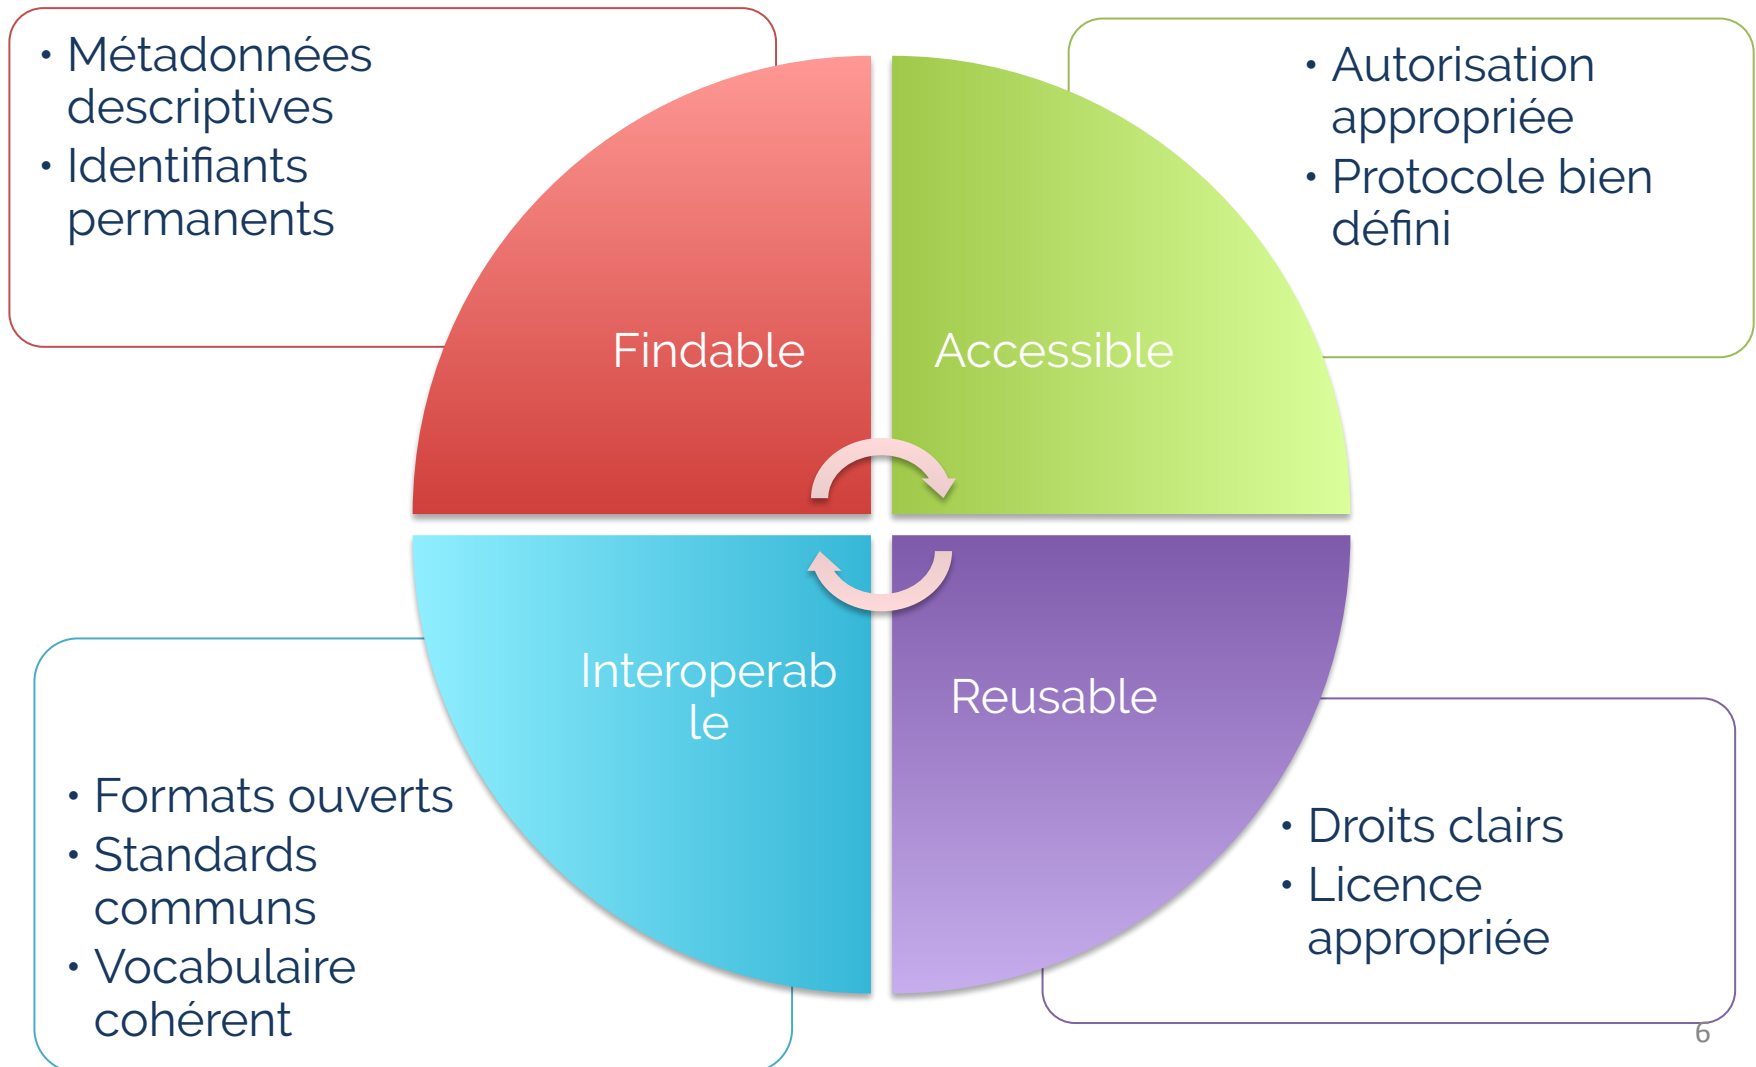 • Métadonnées
descriptives
• Identifiants
permanents
• Autorisation
appropriée
• Protocole bien
défini
Findable
Accessible
Interoperab
le
Reusable
• Formats ouverts
• Standards
communs
• Vocabulaire
cohérent
• Droits clairs
• Licence
appropriée
6